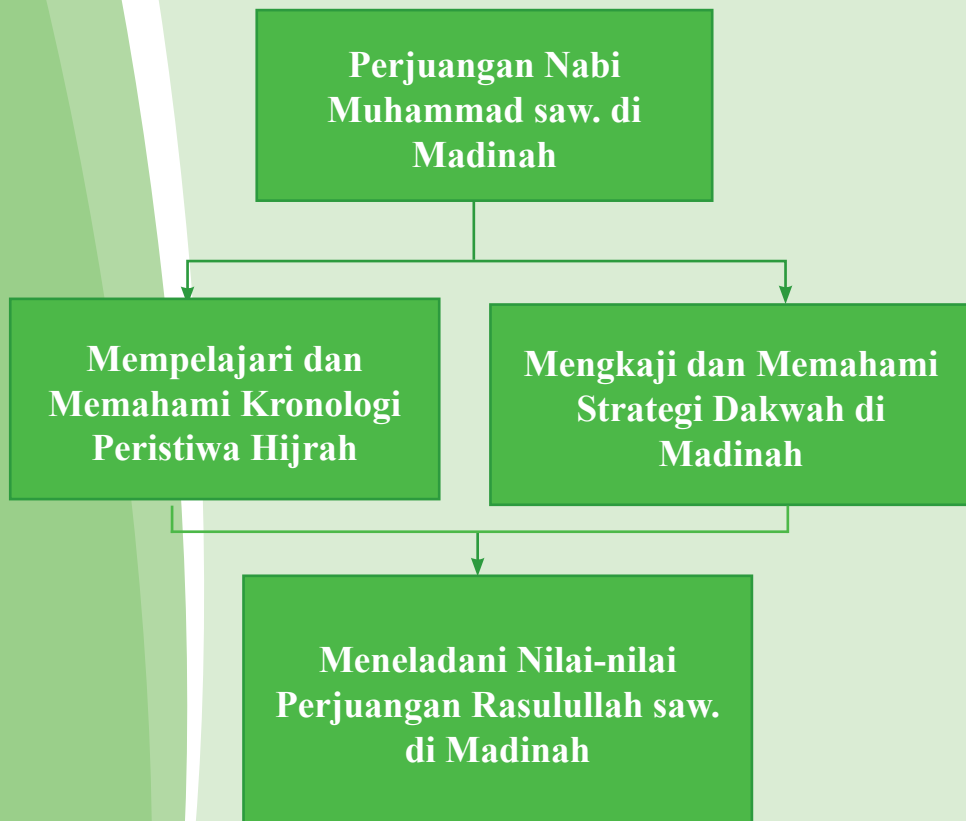 Perjuangan Nabi
Muhammad saw. di
Madinah
Mempelajari dan
Memahami Kronologi
Peristiwa Hijrah
Mengkaji dan Memahami
Strategi Dakwah di
Madinah
Meneladani Nilai-nilai
Perjuangan Rasulullah saw.
di Madinah